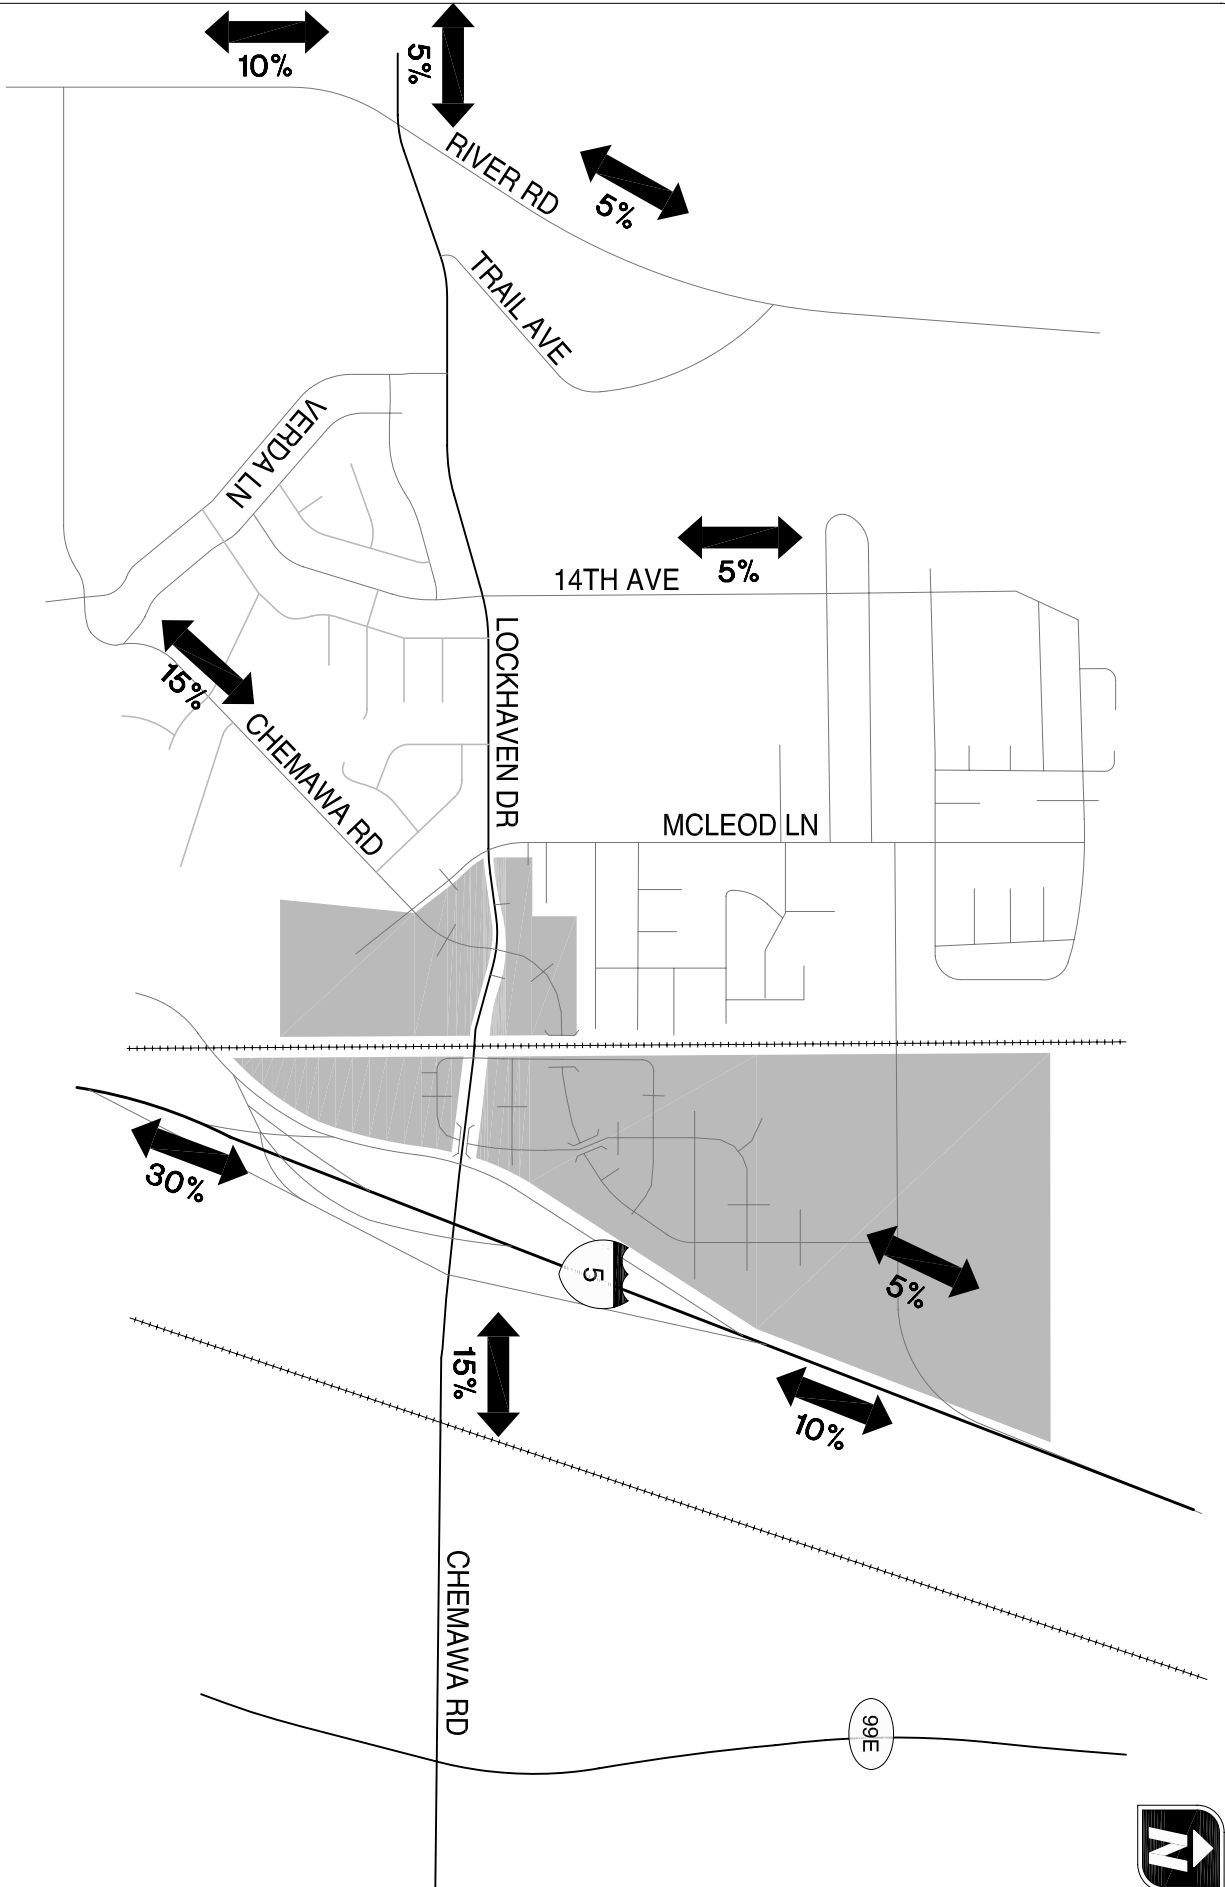 10%
5%
RIVER RD
5%
TRAIL AVE
VERDA LN
5%
14TH AVE
LOCKHAVEN DR
15%
CHEMAWA RD
MCLEOD LN
30%
5
5%
15%
10%
CHEMAWA RD
99E
N